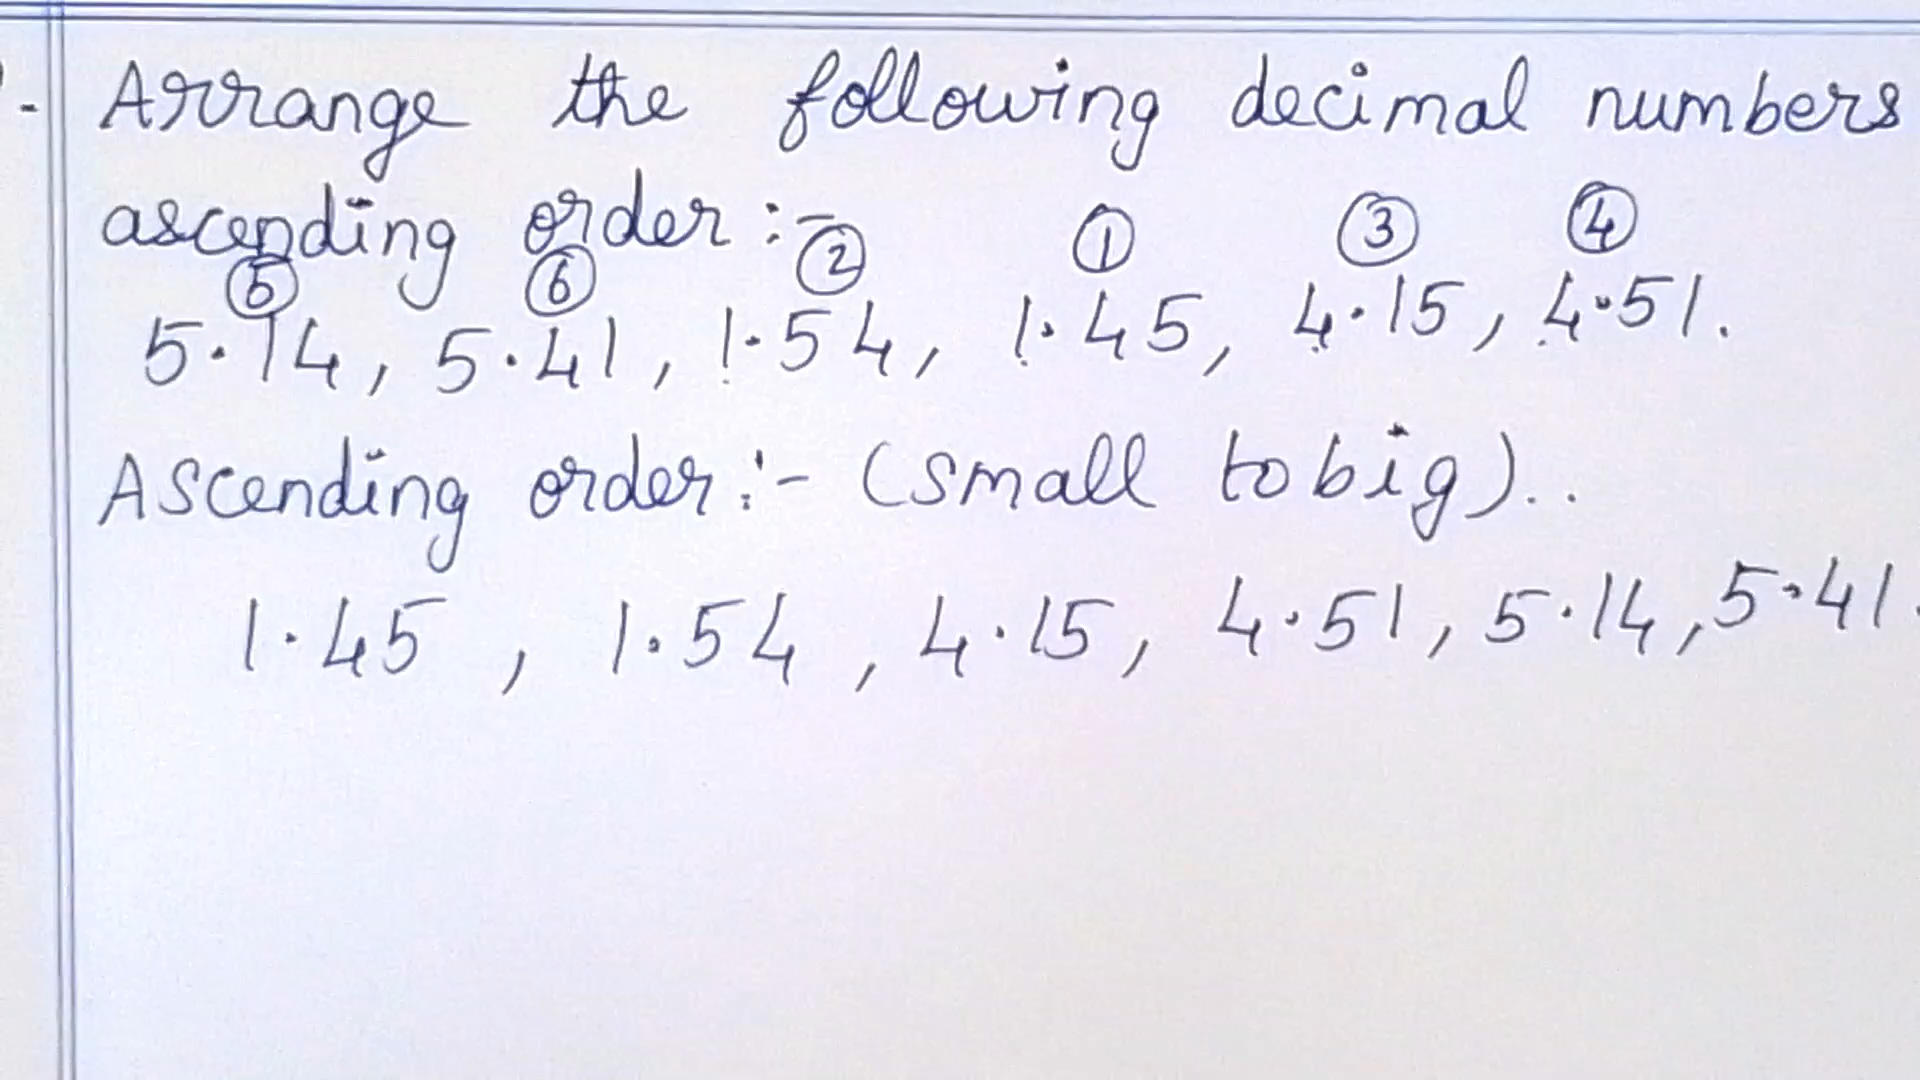 Arrange the following decimal numbers
ascending order :-
⑤ ⑥ ② ① ③ ④
5.14, 5.41, 1.54, 1.45, 4.15, 4.51.
Ascending order:- (small to big)..
1.45, 1.54, 4.15, 4.51, 5.14, 5.41.